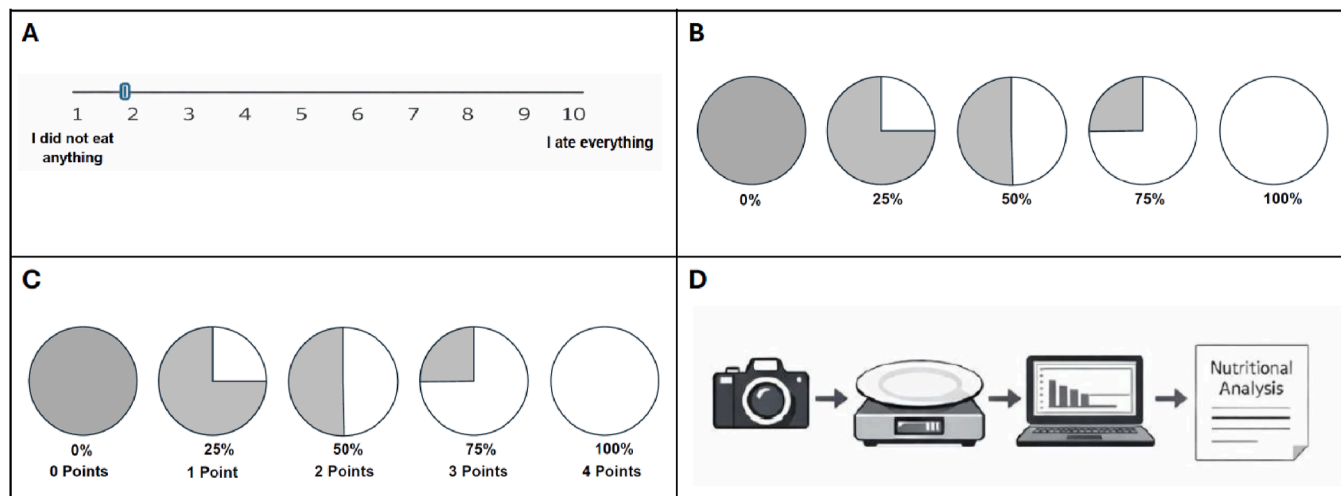 A
1 2 3 4 5 6 7 8 9 10
I did not eat
anything
I ate everything
B
0% 25% 50% 75% 100%
C
0% 25% 50% 75% 100%
0 Points 1 Point 2 Points 3 Points 4 Points
D
Nutritional
Analysis